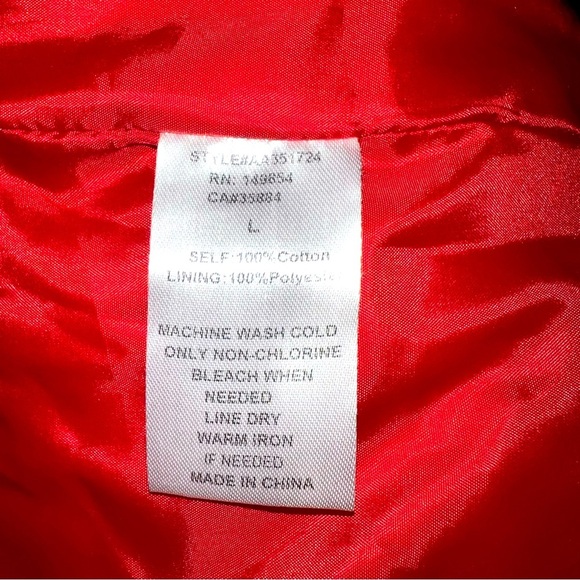 STYLE#AA351724
RN: 149654
CA#35884
L
SELF:100%Cotton
LINING:100%Polyester
MACHINE WASH COLD
ONLY NON-CHLORINE
BLEACH WHEN
NEEDED
LINE DRY
WARM IRON
IF NEEDED
MADE IN CHINA